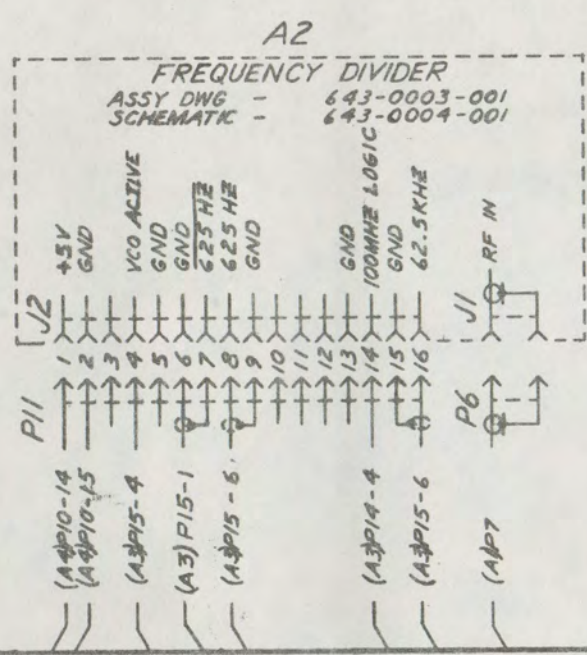 A2
FREQUENCY DIVIDER
ASSY DWG - 643-0003-001
SCHEMATIC - 643-0004-001
+5V
GND
VCO ACTIVE
GND
GND
625 HZ
625 HZ
GND
GND
100MHZ LOGIC
GND
62.5KHZ
RF IN
J2
J1
1 2 3 4 5 6 7 8 9 10 11 12 13 14 15 16
P11
P6
(A4)P10-14
(A4)P10-15
(A3)P15-4
(A3)P15-1
(A3)P15-6
(A3)P14-4
(A3)P15-6
(A1)P7